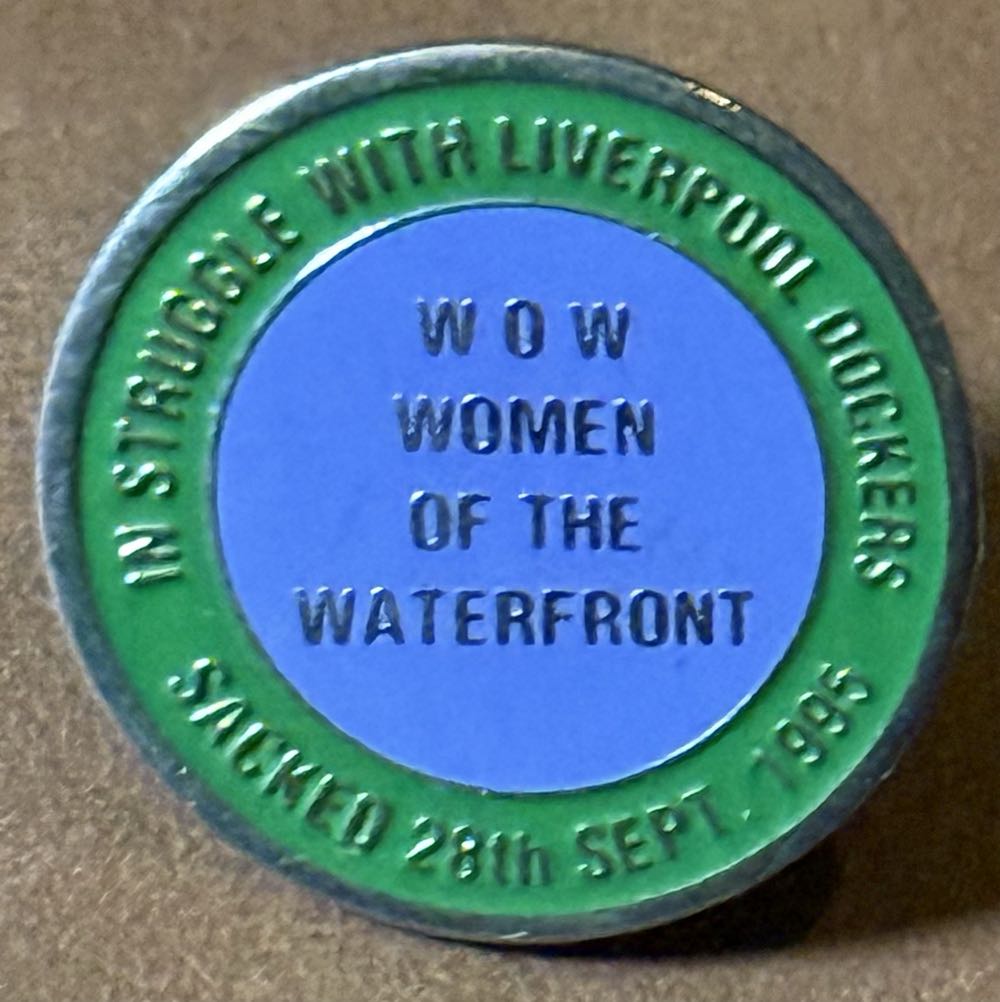 IN STRUGGLE WITH LIVERPOOL DOCKERS
W O W
WOMEN
OF THE
WATERFRONT
SACKED 28th SEPT. 1995